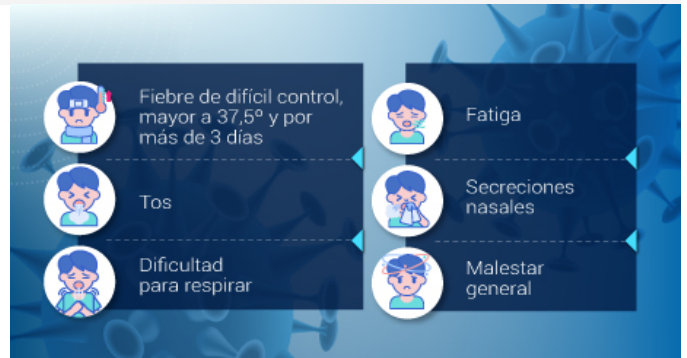 Fiebre de difícil control,
mayor a 37,5º y por
más de 3 días
Tos
Dificultad
para respirar
Fatiga
Secreciones
nasales
Malestar
general